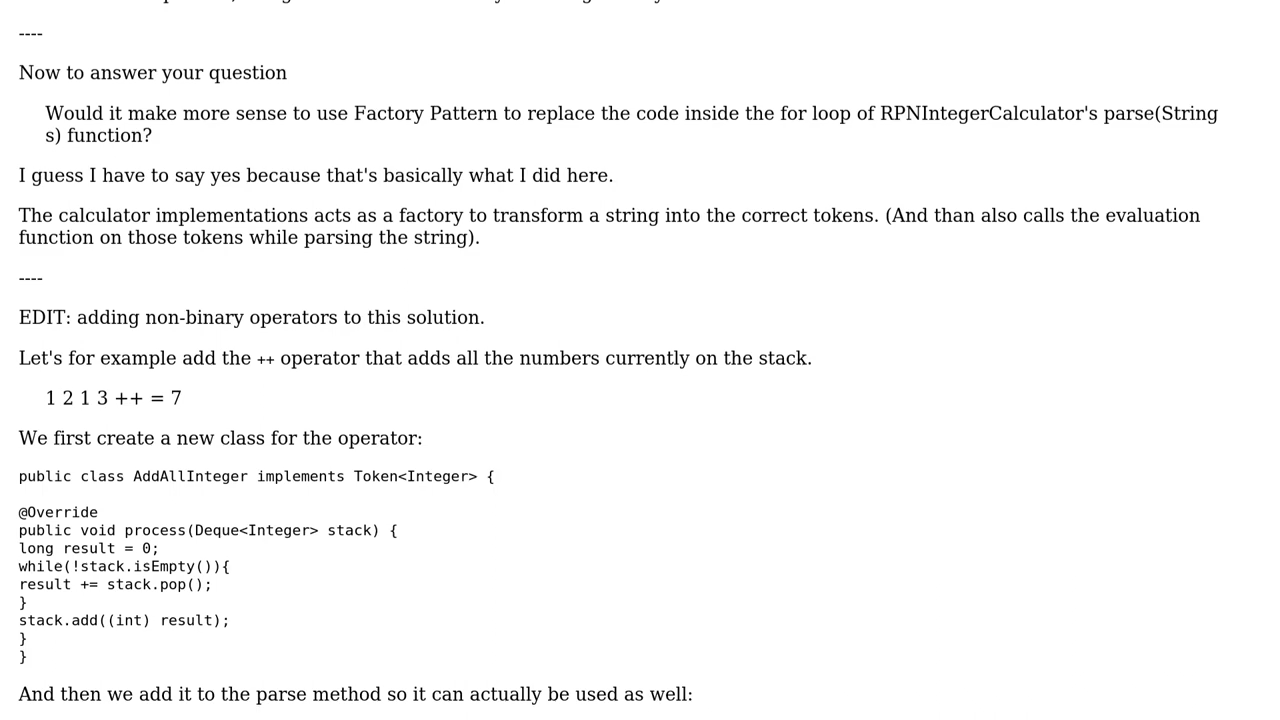 ----
Now to answer your question
Would it make more sense to use Factory Pattern to replace the code inside the for loop of RPNIntegerCalculator's parse(String
s) function?
I guess I have to say yes because that's basically what I did here.
The calculator implementations acts as a factory to transform a string into the correct tokens. (And than also calls the evaluation
function on those tokens while parsing the string).
----
EDIT: adding non-binary operators to this solution.
Let's for example add the ++ operator that adds all the numbers currently on the stack.
1 2 1 3 ++ = 7
We first create a new class for the operator:
public class AddAllInteger implements Token<Integer> {
@Override
public void process(Deque<Integer> stack) {
long result = 0;
while(!stack.isEmpty()){
result += stack.pop();
}
stack.add((int) result);
}
}
And then we add it to the parse method so it can actually be used as well: